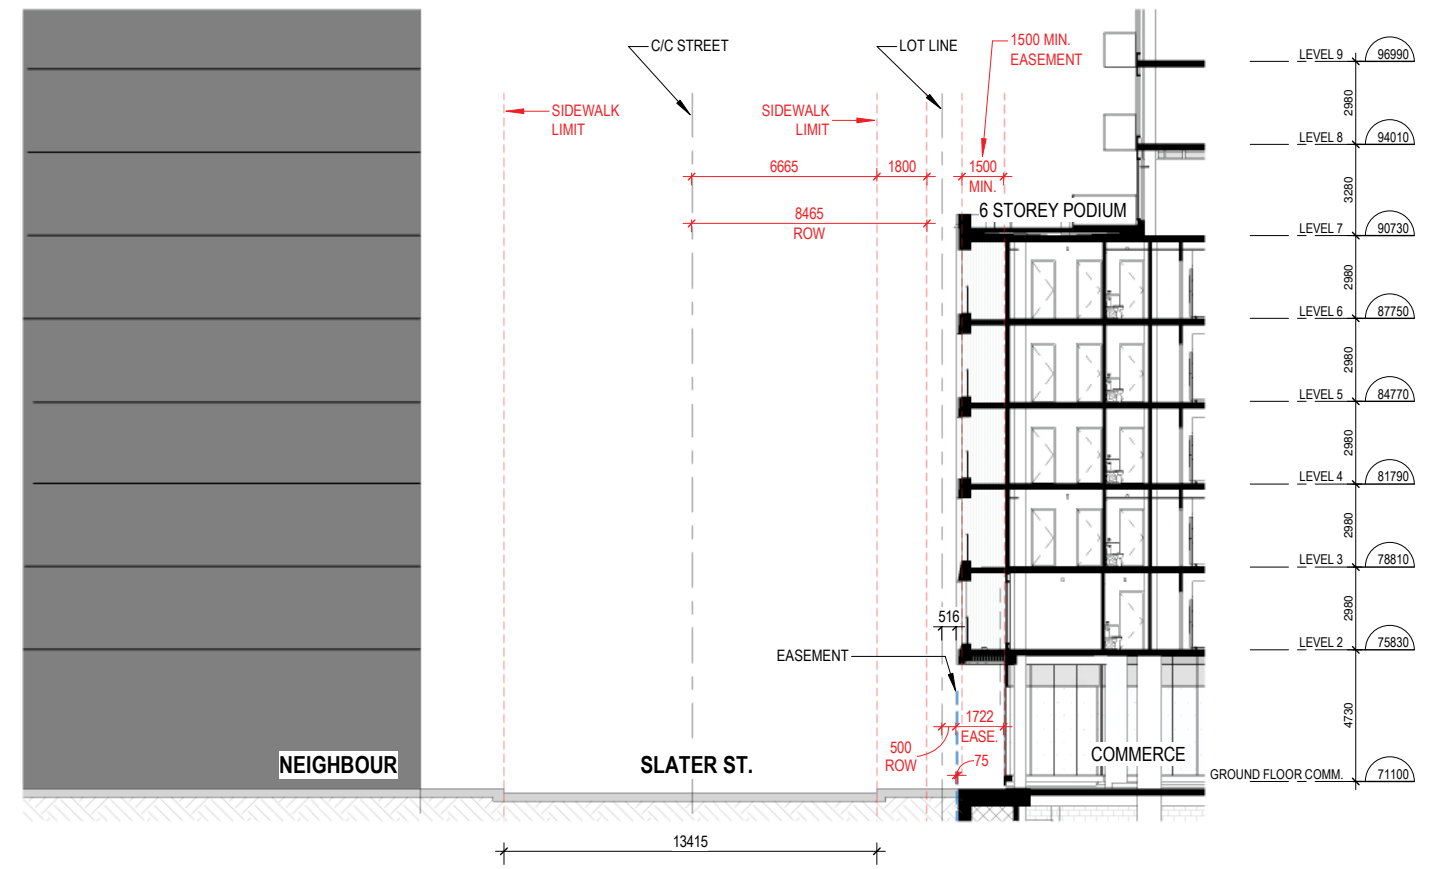 C/C STREET
LOT LINE
1500 MIN.
EASEMENT
LEVEL 9
96990
2980
SIDEWALK
LIMIT
SIDEWALK
LIMIT
LEVEL 8
94010
6665
1800
1500
MIN.
3280
8465
ROW
6 STOREY PODIUM
LEVEL 7
90730
2980
LEVEL 6
87750
2980
LEVEL 5
84770
2980
LEVEL 4
81790
2980
LEVEL 3
78810
2980
516
LEVEL 2
75830
EASEMENT
4730
1722
EASE.
500
ROW
75
NEIGHBOUR
SLATER ST.
COMMERCE
GROUND FLOOR COMM.
71100
13415